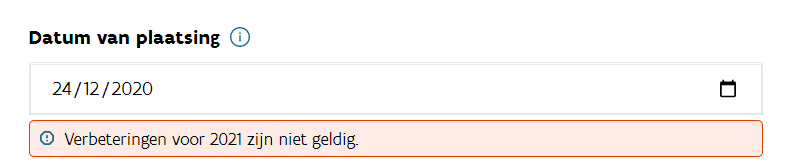 Datum van plaatsing
24/12/2020
Verbeteringen voor 2021 zijn niet geldig.